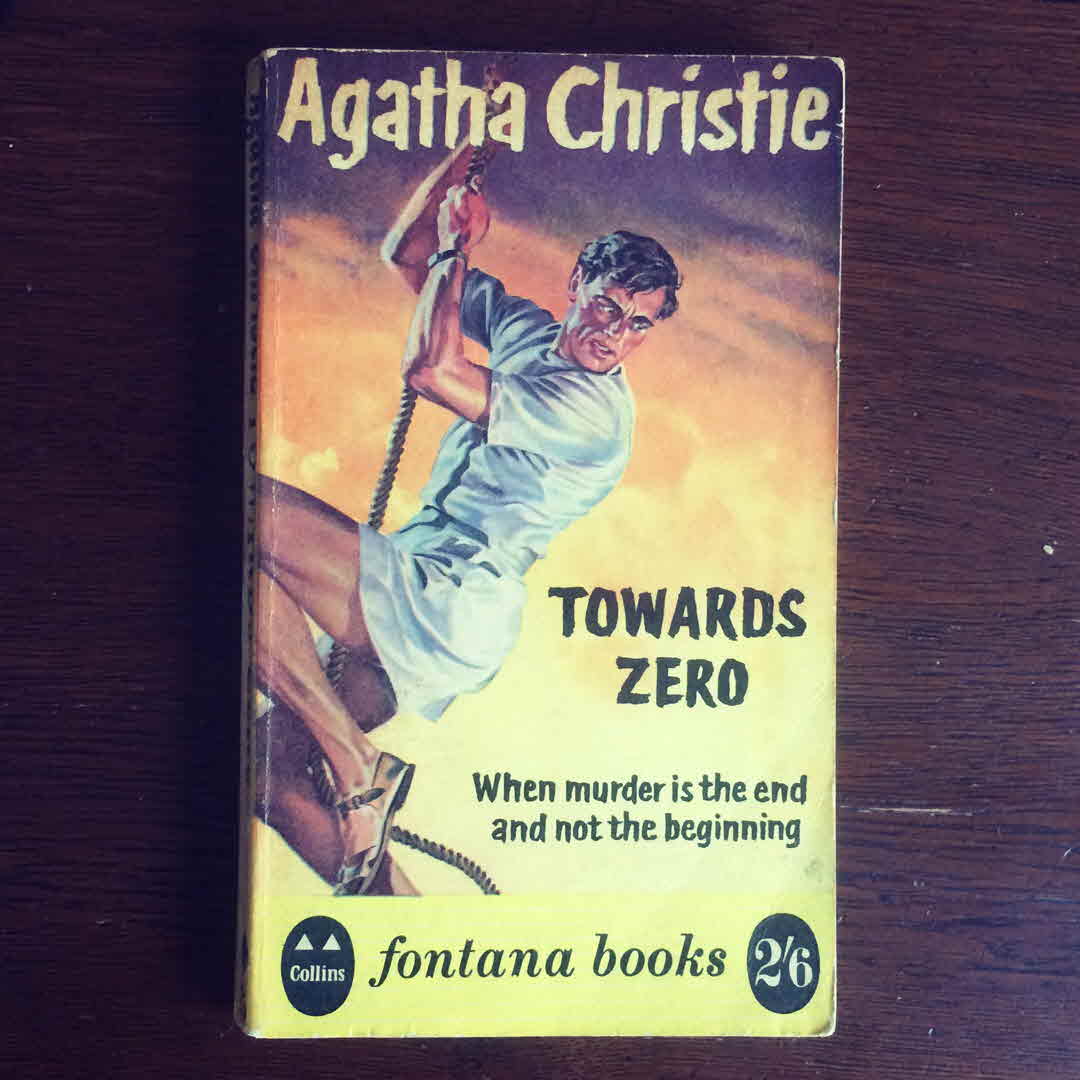 Agatha Christie
TOWARDS
ZERO
When murder is the end
and not the beginning
Collins
fontana books
2/6